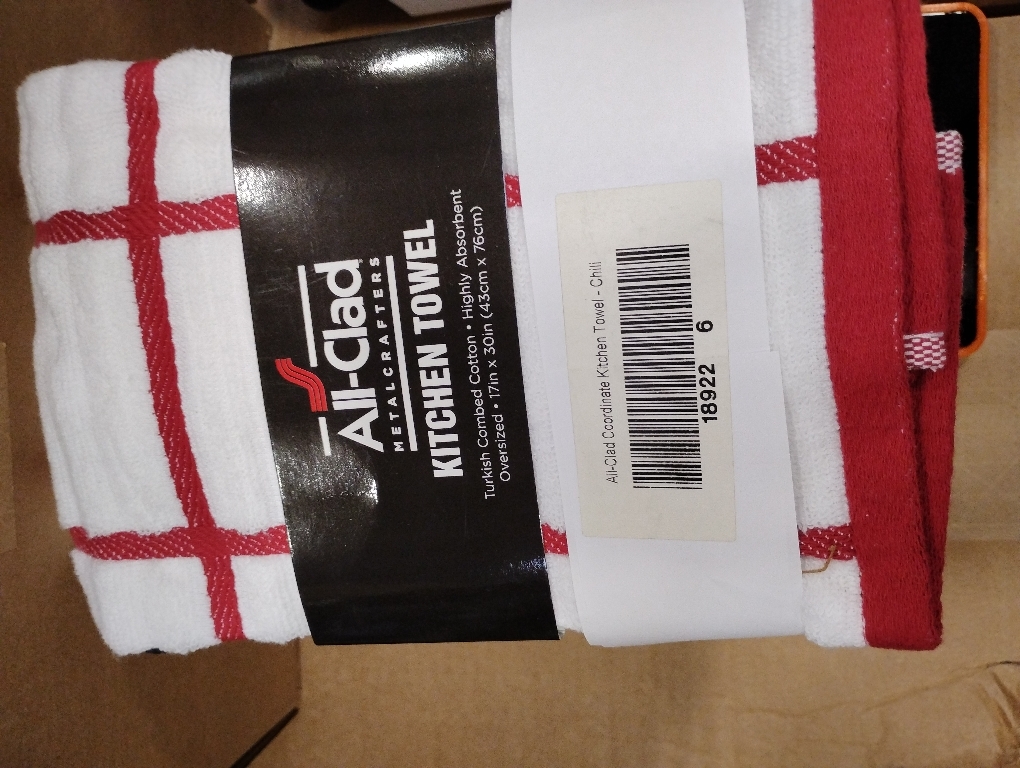 All-Clad
METALCRAFTERS
KITCHEN TOWEL
Turkish Combed Cotton • Highly Absorbent
Oversized • 17in x 30in (43cm x 76cm)
All-Clad Coordinate Kitchen Towel - Chili
18922 6